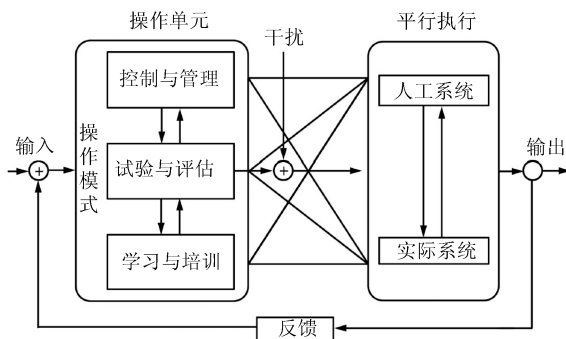 操作单元
平行执行
干扰
控制与管理
人工系统
输入
操作模式
试验与评估
输出
学习与培训
实际系统
反馈